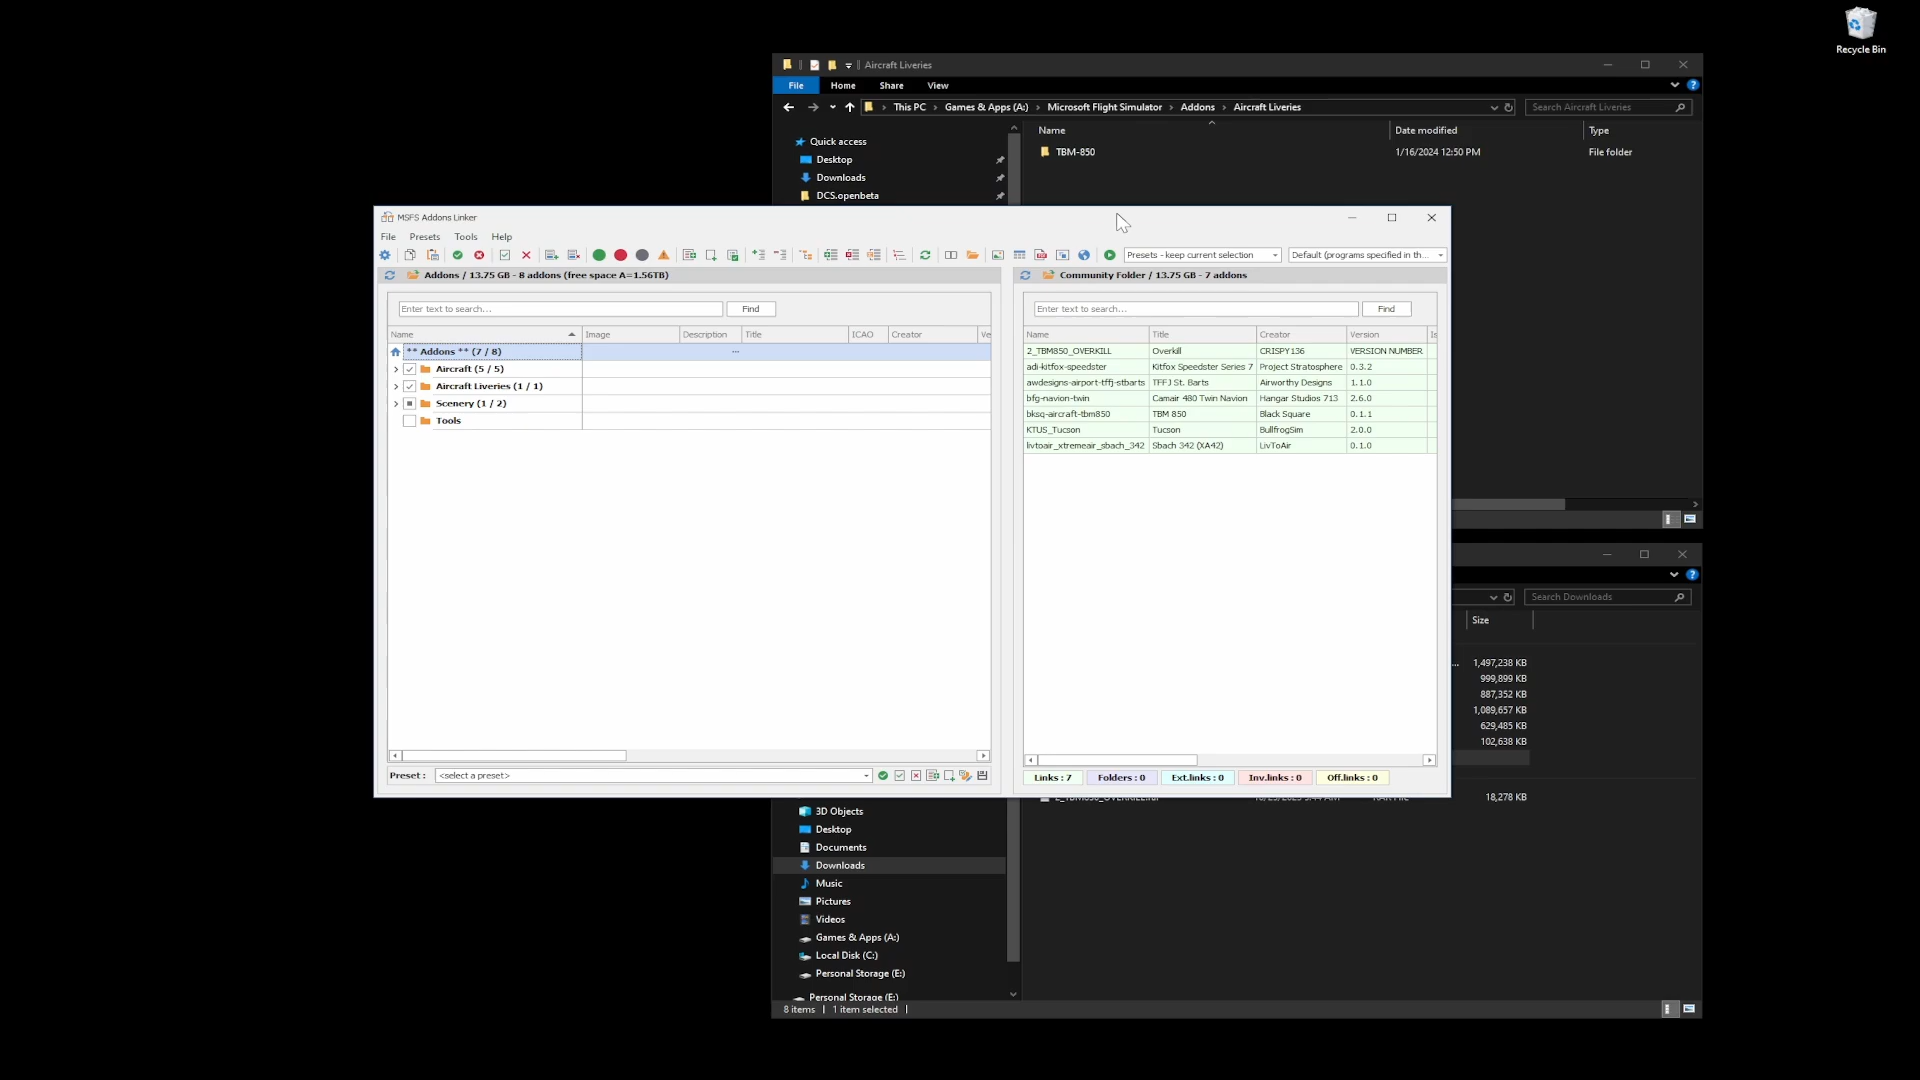 Recycle Bin
Aircraft Liveries
File Home Share View
This PC > Games & Apps (A:) > Microsoft Flight Simulator > Addons > Aircraft Liveries
Search Aircraft Liveries
Name Date modified Type
Quick access
TBM-850 1/16/2024 12:50 PM File folder
Desktop
Downloads
DCS.openbeta
MSFS Addons Linker
File Presets Tools Help
Presets - keep current selection
Default (programs specified in th...
Addons / 13.75 GB - 8 addons (free space A=1.56TB)
Community Folder / 13.75 GB - 7 addons
Enter text to search... Find
Enter text to search... Find
Name Image Description Title ICAO Creator Ve
** Addons ** (7 / 8) ...
Aircraft (5 / 5)
Aircraft Liveries (1 / 1)
Scenery (1 / 2)
Tools
Name Title Creator Version Is
2_TBM850_OVERKILL Overkill CRISPY136 VERSION NUMBER
adi-kitfox-speedster Kitfox Speedster Series 7 Project Stratosphere 0.3.2
awdesigns-airport-tffj-stbarts TFFJ St. Barts Airworthy Designs 1.1.0
bfg-navion-twin Camair 480 Twin Navion Hangar Studios 713 2.6.0
bksq-aircraft-tbm850 TBM 850 Black Square 0.1.1
KTUS_Tucson Tucson BullfrogSim 2.0.0
livtoair_xtremeair_sbach_342 Sbach 342 (XA42) LivToAir 0.1.0
Preset : <select a preset>
Links : 7 Folders : 0 Ext.links : 0 Inv.links : 0 Off.links : 0
Search Downloads
Size
... 1,497,238 KB
999,899 KB
887,352 KB
1,089,657 KB
629,485 KB
102,638 KB
18,278 KB
3D Objects
Desktop
Documents
Downloads
Music
Pictures
Videos
Games & Apps (A:)
Local Disk (C:)
Personal Storage (E:)
Personal Storage (E:)
8 items 1 item selected